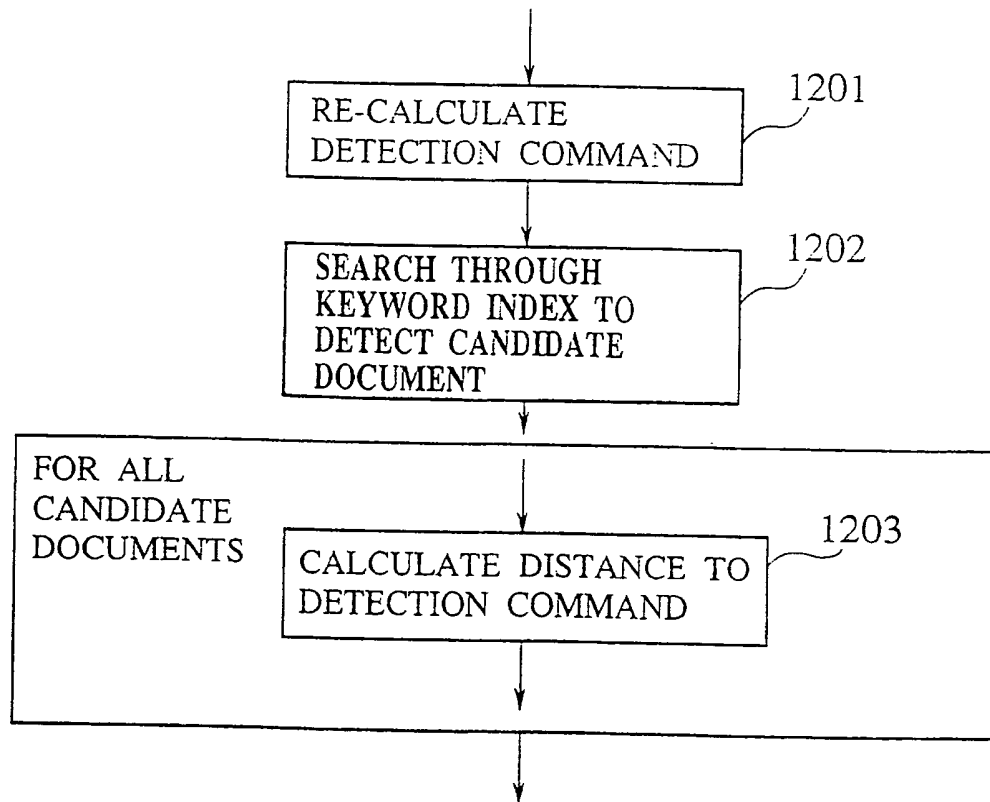 1201
RE-CALCULATE
DETECTION COMMAND
1202
SEARCH THROUGH
KEYWORD INDEX TO
DETECT CANDIDATE
DOCUMENT
FOR ALL
CANDIDATE
DOCUMENTS
1203
CALCULATE DISTANCE TO
DETECTION COMMAND